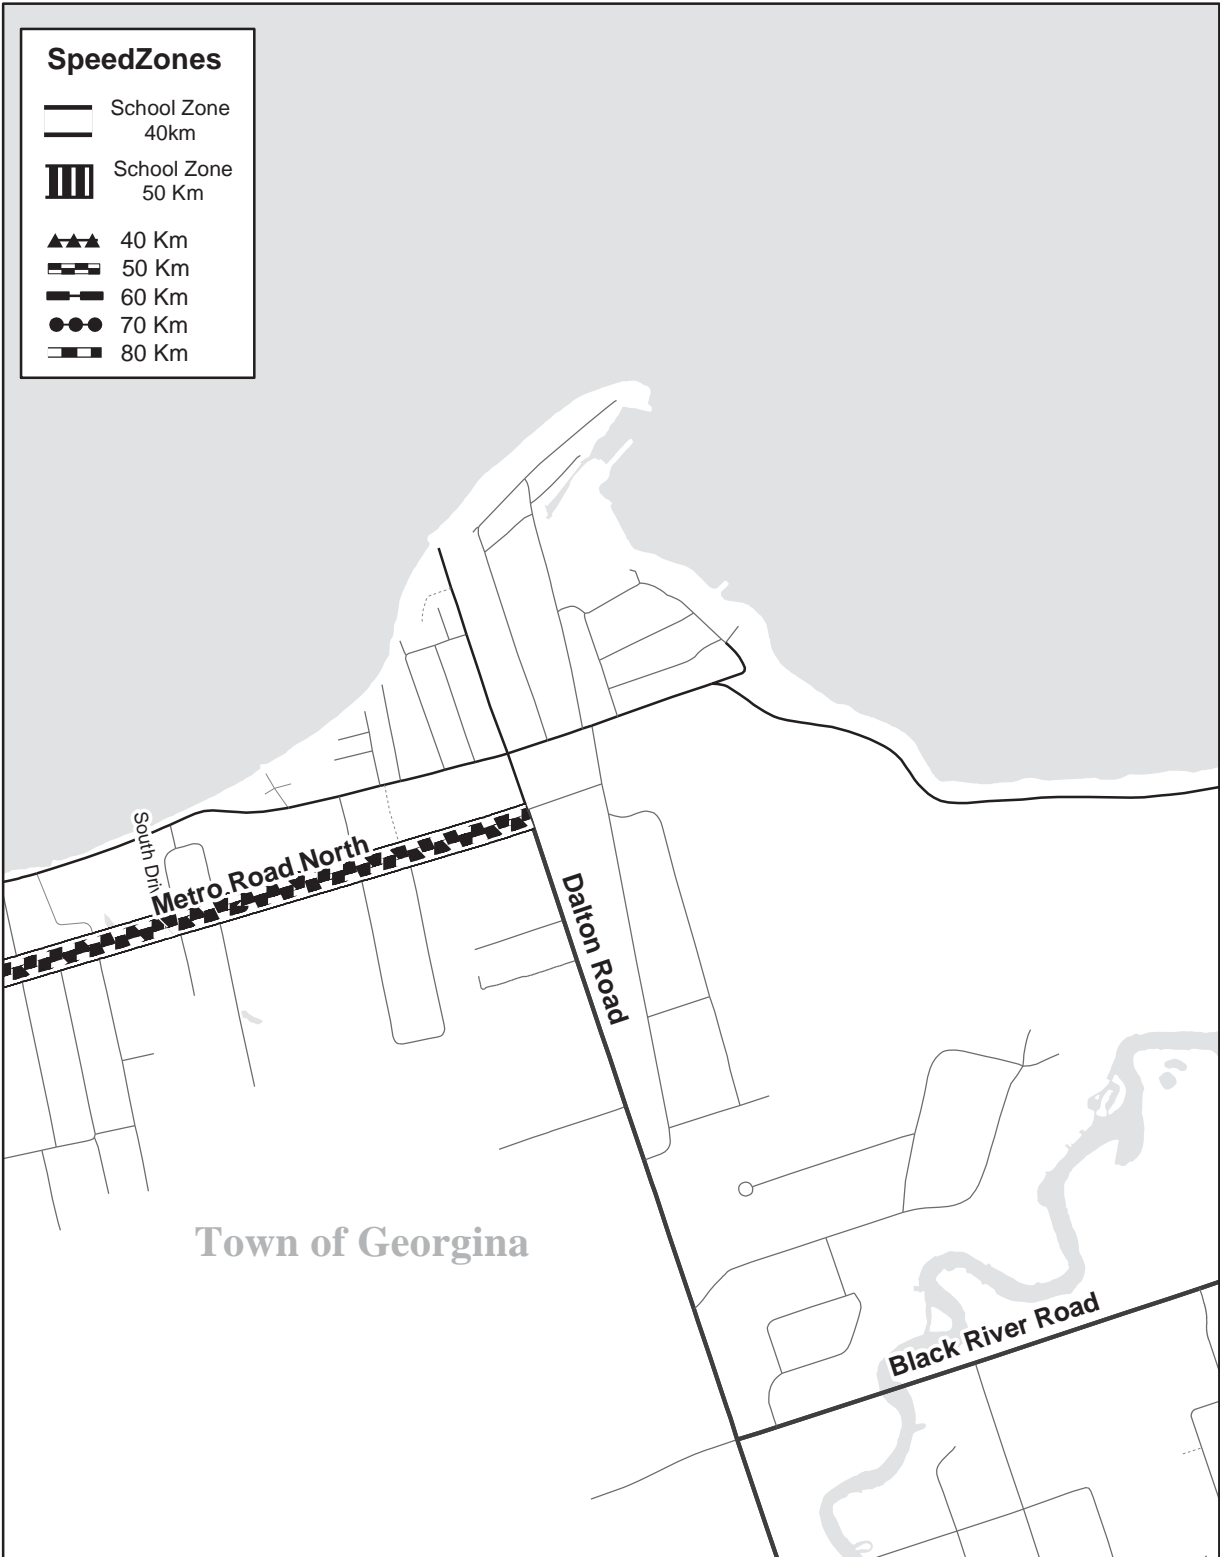 SpeedZones
School Zone
40km
School Zone
50 Km
40 Km
50 Km
60 Km
70 Km
80 Km
South Dri
Metro Road North
Dalton Road
Town of Georgina
Black River Road